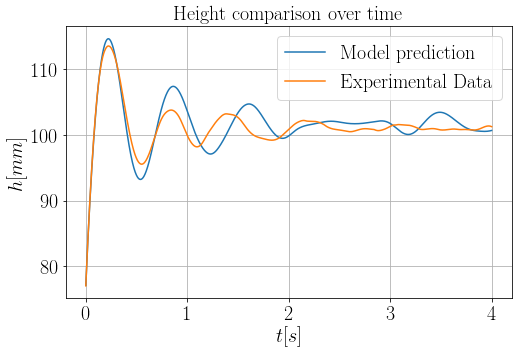 Height comparison over time
Model prediction
Experimental Data
110
100
90
80
h[mm]
0 1 2 3 4
t[s]